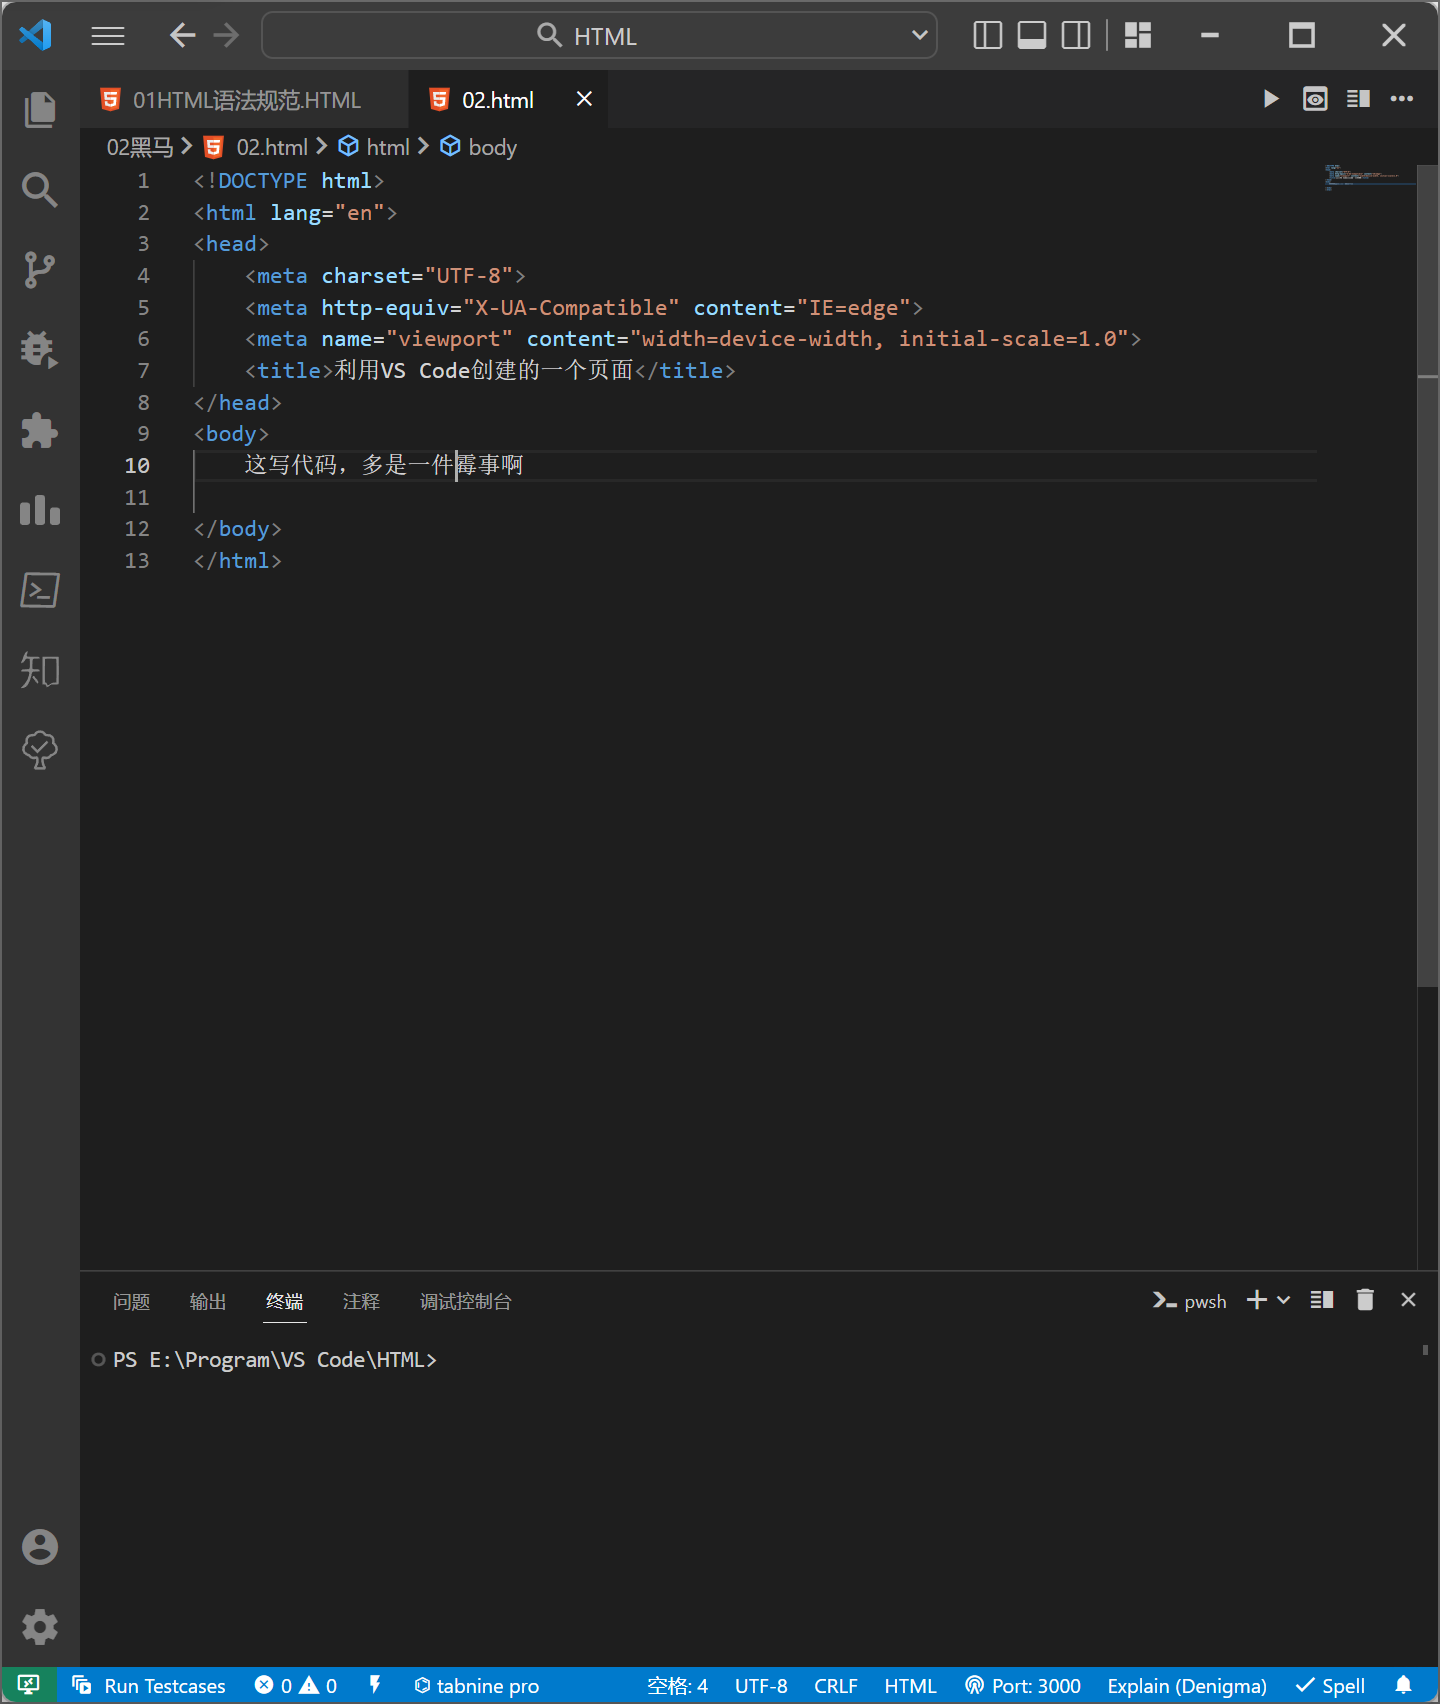 HTML
01HTML语法规范.HTML 02.html
02黑马 02.html html body
1 <!DOCTYPE html>
2 <html lang="en">
3 <head>
4 <meta charset="UTF-8">
5 <meta http-equiv="X-UA-Compatible" content="IE=edge">
6 <meta name="viewport" content="width=device-width, initial-scale=1.0">
7 <title>利用VS Code创建的一个页面</title>
8 </head>
9 <body>
10 这写代码，多是一件霉事啊
11
12 </body>
13 </html>
知
问题 输出 终端 注释 调试控制台 pwsh
PS E:\Program\VS Code\HTML>
Run Testcases 0 0 tabnine pro 空格: 4 UTF-8 CRLF HTML Port: 3000 Explain (Denigma) Spell